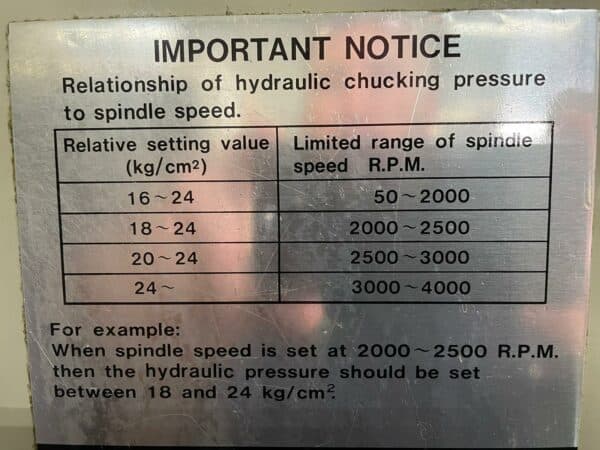 IMPORTANT NOTICE
Relationship of hydraulic chucking pressure
to spindle speed.
Relative setting value Limited range of spindle
(kg/cm²) speed R.P.M.
16~24 50~2000
18~24 2000~2500
20~24 2500~3000
24~ 3000~4000
For example:
When spindle speed is set at 2000~2500 R.P.M.
then the hydraulic pressure should be set
between 18 and 24 kg/cm².